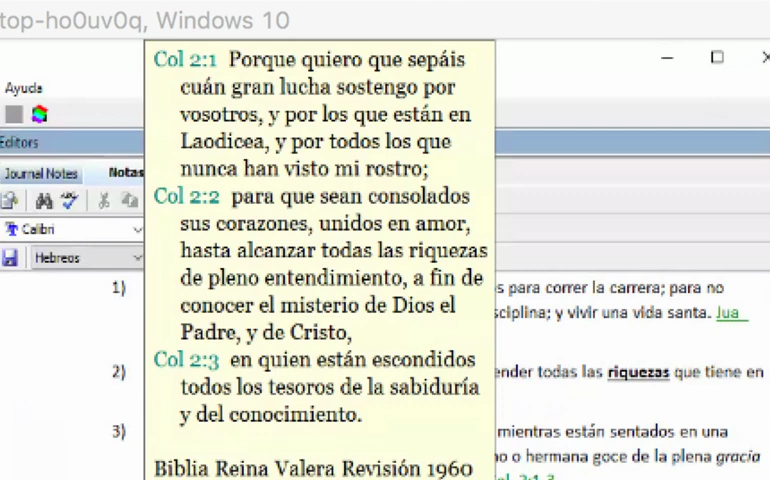 top-ho0uv0q, Windows 10
Ayuda
Editors
Journal Notes Notas
Calibri
Hebreos
Col 2:1 Porque quiero que sepáis
cuán gran lucha sostengo por
vosotros, y por los que están en
Laodicea, y por todos los que
nunca han visto mi rostro;
Col 2:2 para que sean consolados
sus corazones, unidos en amor,
hasta alcanzar todas las riquezas
de pleno entendimiento, a fin de
conocer el misterio de Dios el
Padre, y de Cristo,
Col 2:3 en quien están escondidos
todos los tesoros de la sabiduría
y del conocimiento.
Biblia Reina Valera Revisión 1960
1) s para correr la carrera; para no
sciplina; y vivir una vida santa. Jua
2) ender todas las riquezas que tiene en
3) mientras están sentados en una
no o hermana goce de la plena gracia
2:1-3